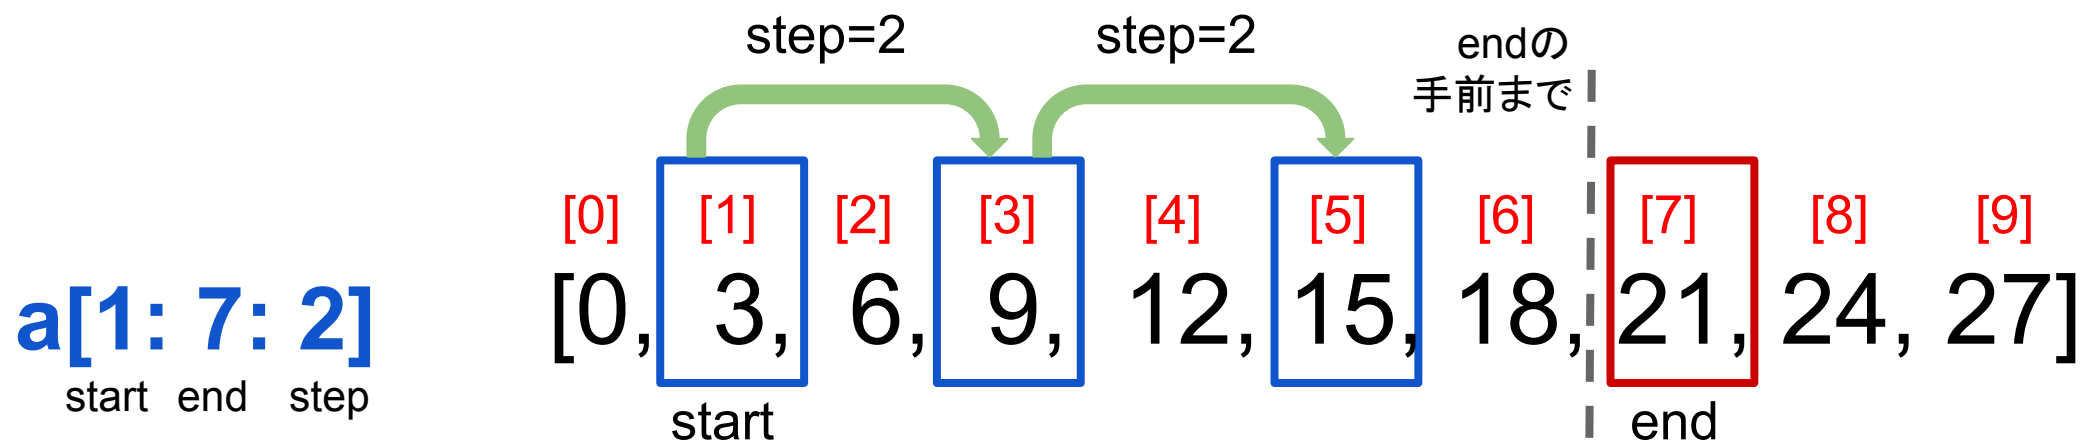 step=2 step=2
endの
手前まで
[0] [1] [2] [3] [4] [5] [6] [7] [8] [9]
a[1: 7: 2] [0, 3, 6, 9, 12, 15, 18, 21, 24, 27]
start end step
start end